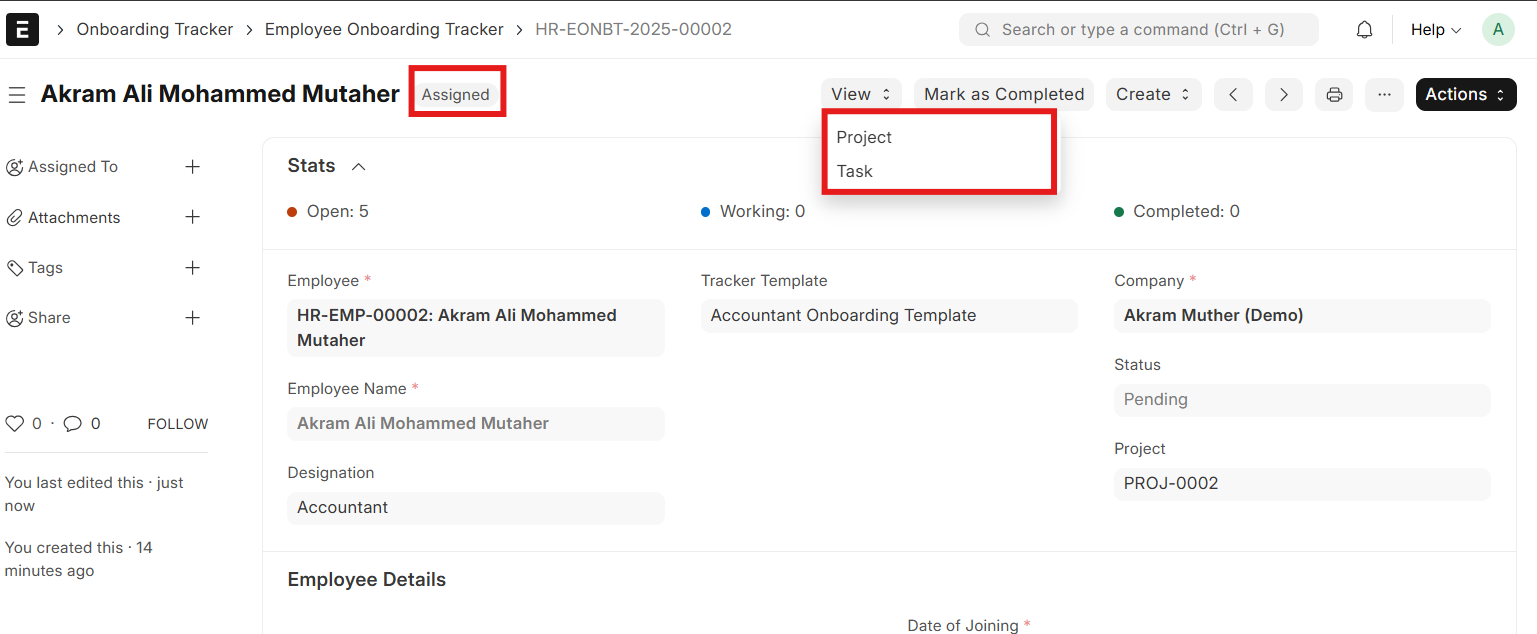 E
Onboarding Tracker
Employee Onboarding Tracker
HR-EONBT-2025-00002
Search or type a command (Ctrl + G)
Help
A
Akram Ali Mohammed Mutaher
Assigned
View
Mark as Completed
Create
Actions
Project
Task
Assigned To
Attachments
Tags
Share
0 · 0
FOLLOW
You last edited this · just
now
You created this · 14
minutes ago
Stats
Open: 5
Working: 0
Completed: 0
Employee *
HR-EMP-00002: Akram Ali Mohammed
Mutaher
Employee Name *
Akram Ali Mohammed Mutaher
Designation
Accountant
Tracker Template
Accountant Onboarding Template
Company *
Akram Muther (Demo)
Status
Pending
Project
PROJ-0002
Employee Details
Date of Joining *